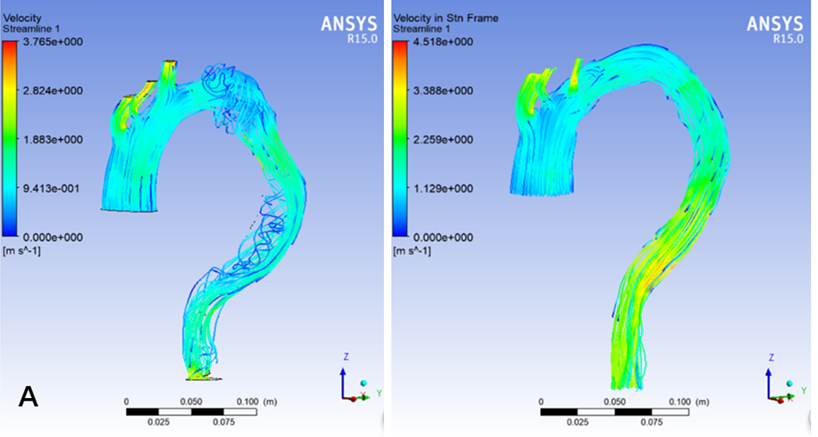 Velocity
Streamline 1
3.765e+000
2.824e+000
1.883e+000
9.413e-001
0.000e+000
[m s^-1]
ANSYS
R15.0
A
Z
Y
0
0.050
0.100 (m)
0.025
0.075
Velocity in Stn Frame
Streamline 1
4.518e+000
3.388e+000
2.259e+000
1.129e+000
0.000e+000
[m s^-1]
ANSYS
R15.0
Z
Y
0
0.050
0.100 (m)
0.025
0.075